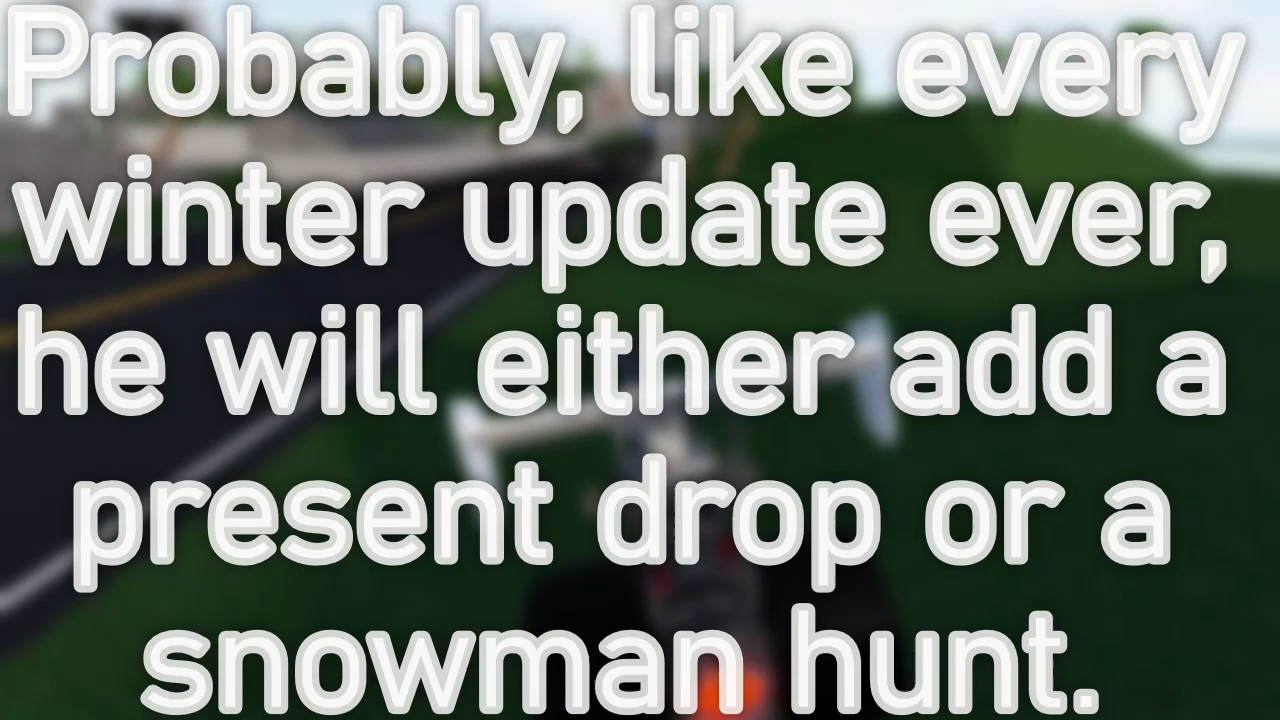 Probably, like every
winter update ever,
he will either add a
present drop or a
snowman hunt.